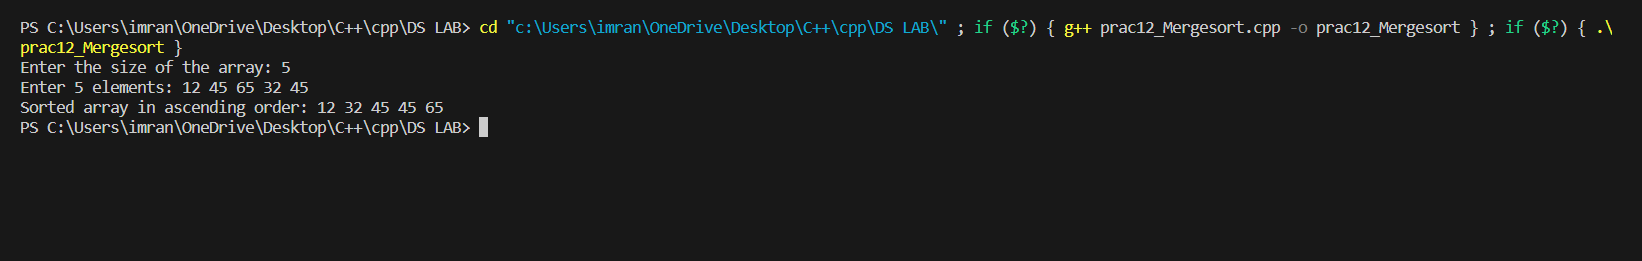 PS C:\Users\imran\OneDrive\Desktop\C++\cpp\DS LAB> cd "c:\Users\imran\OneDrive\Desktop\C++\cpp\DS LAB\" ; if ($?) { g++ prac12_Mergesort.cpp -o prac12_Mergesort } ; if ($?) { .\
prac12_Mergesort }
Enter the size of the array: 5
Enter 5 elements: 12 45 65 32 45
Sorted array in ascending order: 12 32 45 45 65
PS C:\Users\imran\OneDrive\Desktop\C++\cpp\DS LAB>